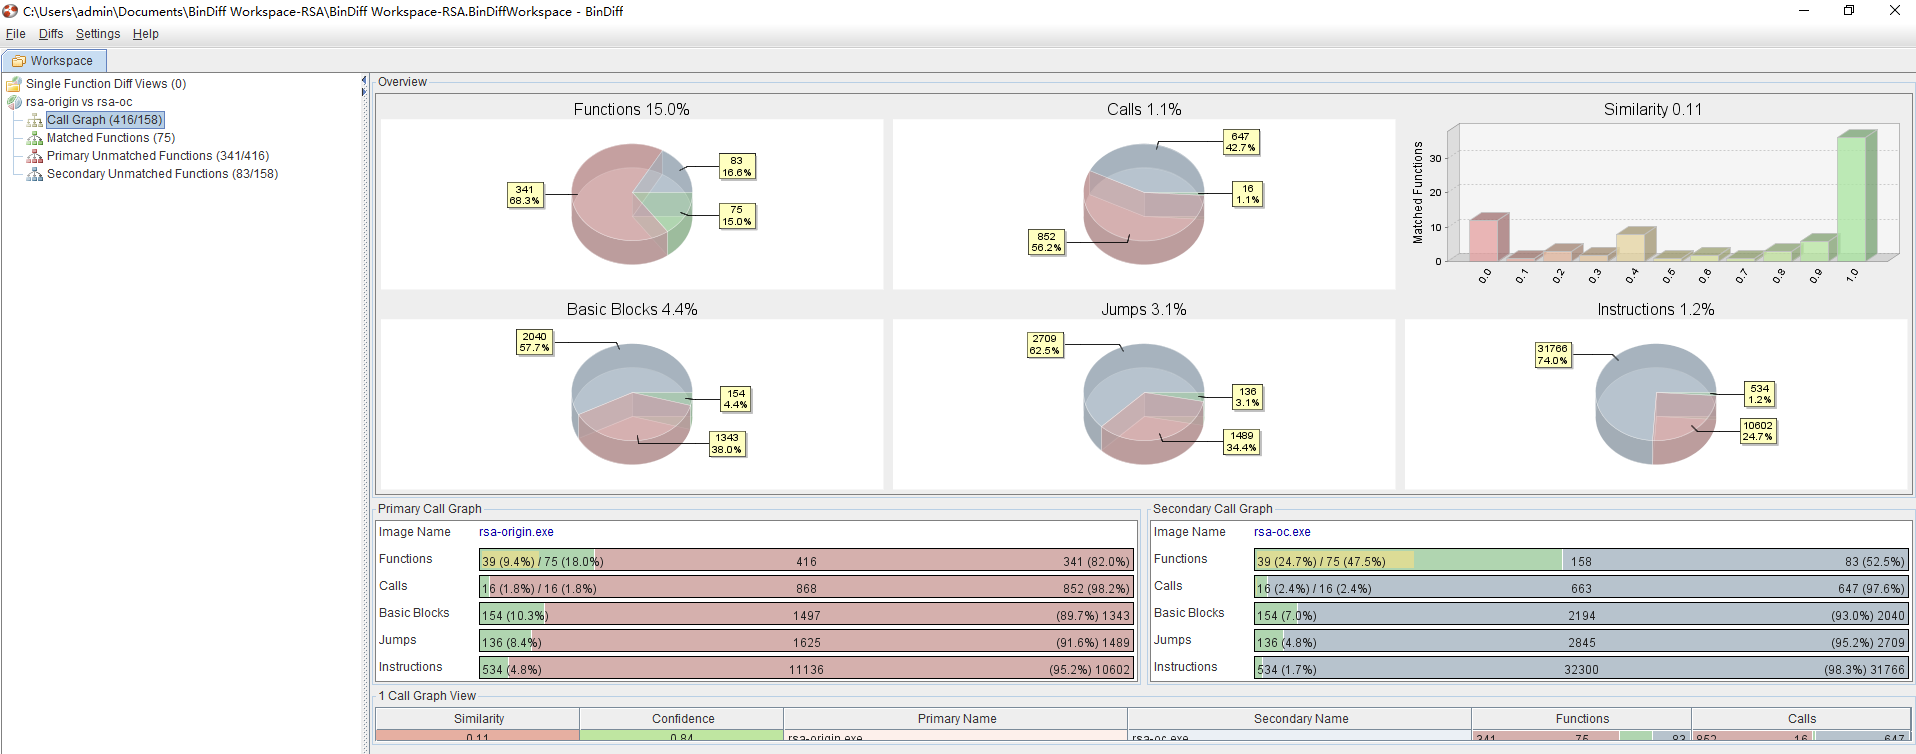 C:\Users\admin\Documents\BinDiff Workspace-RSA\BinDiff Workspace-RSA.BinDiffWorkspace - BinDiff
File Diffs Settings Help
Workspace
Single Function Diff Views (0)
rsa-origin vs rsa-oc
Call Graph (416/158)
Matched Functions (75)
Primary Unmatched Functions (341/416)
Secondary Unmatched Functions (83/158)
Overview
Functions 15.0%
341
68.3%
83
16.6%
75
15.0%
Calls 1.1%
647
42.7%
16
1.1%
852
56.2%
Similarity 0.11
Matched Functions
30
20
10
0
0.0 0.1 0.2 0.3 0.4 0.5 0.6 0.7 0.8 0.9 1.0
Basic Blocks 4.4%
2040
57.7%
154
4.4%
1343
38.0%
Jumps 3.1%
2709
62.5%
136
3.1%
1489
34.4%
Instructions 1.2%
31766
74.0%
534
1.2%
10602
24.7%
Primary Call Graph
Image Name rsa-origin.exe
Functions 39 (9.4%) / 75 (18.0%) 416 341 (82.0%)
Calls 16 (1.8%) / 16 (1.8%) 868 852 (98.2%)
Basic Blocks 154 (10.3%) 1497 (89.7%) 1343
Jumps 136 (8.4%) 1625 (91.6%) 1489
Instructions 534 (4.8%) 11136 (95.2%) 10602
Secondary Call Graph
Image Name rsa-oc.exe
Functions 39 (24.7%) / 75 (47.5%) 158 83 (52.5%)
Calls 16 (2.4%) / 16 (2.4%) 663 647 (97.6%)
Basic Blocks 154 (7.0%) 2194 (93.0%) 2040
Jumps 136 (4.8%) 2845 (95.2%) 2709
Instructions 534 (1.7%) 32300 (98.3%) 31766
1 Call Graph View
Similarity Confidence Primary Name Secondary Name Functions Calls
0.11 0.84 rsa-origin.exe rsa-oc.exe 341 75 83 852 16 647